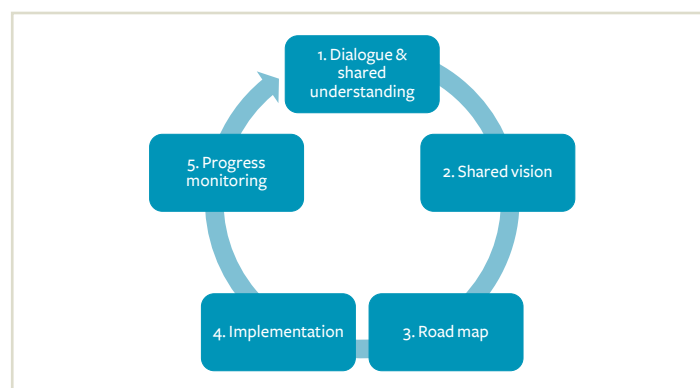 1. Dialogue &
shared
understanding
2. Shared vision
3. Road map
4. Implementation
5. Progress
monitoring